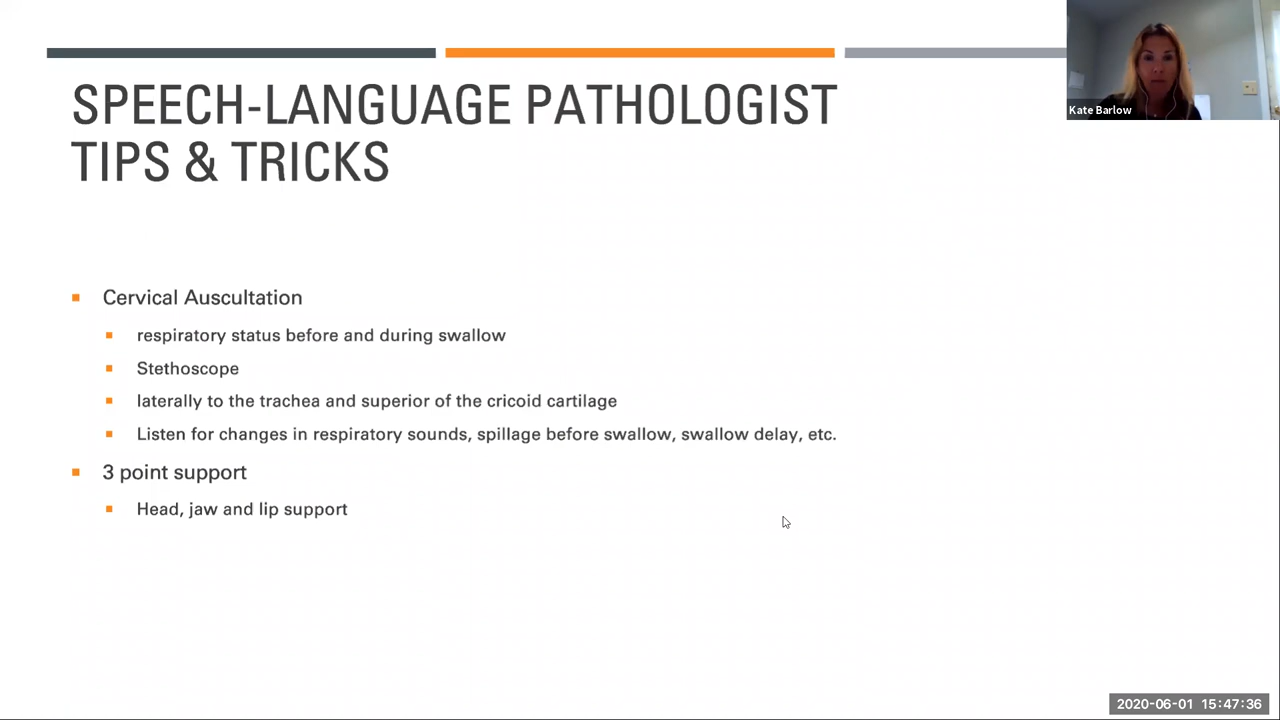 Kate Barlow
SPEECH-LANGUAGE PATHOLOGIST
TIPS & TRICKS
Cervical Auscultation
respiratory status before and during swallow
Stethoscope
laterally to the trachea and superior of the cricoid cartilage
Listen for changes in respiratory sounds, spillage before swallow, swallow delay, etc.
3 point support
Head, jaw and lip support
2020-06-01 15:47:36